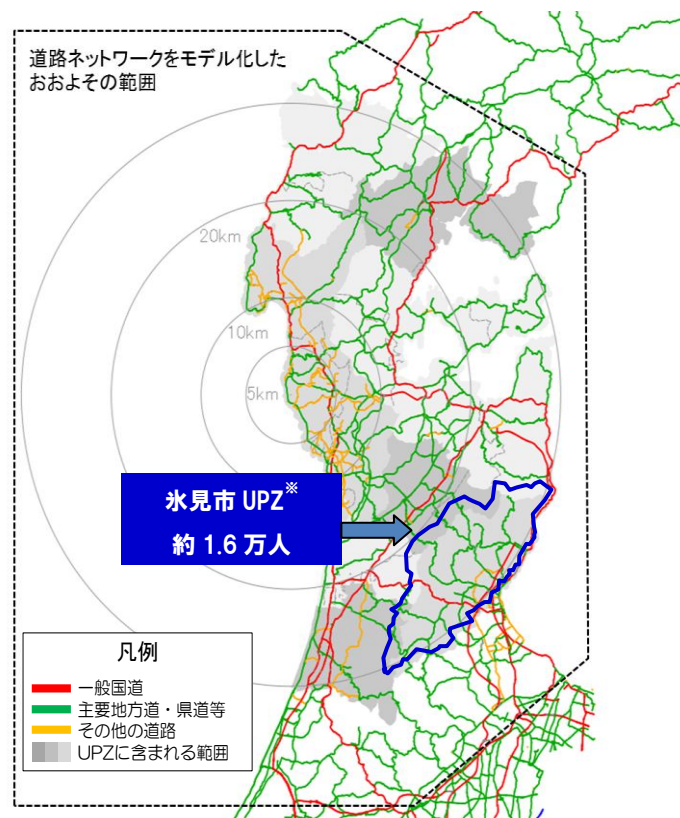 道路ネットワークをモデル化した
おおよその範囲
20km
10km
5km
氷見市 UPZ※
約 1.6 万人
凡例
一般国道
主要地方道・県道等
その他の道路
UPZに含まれる範囲